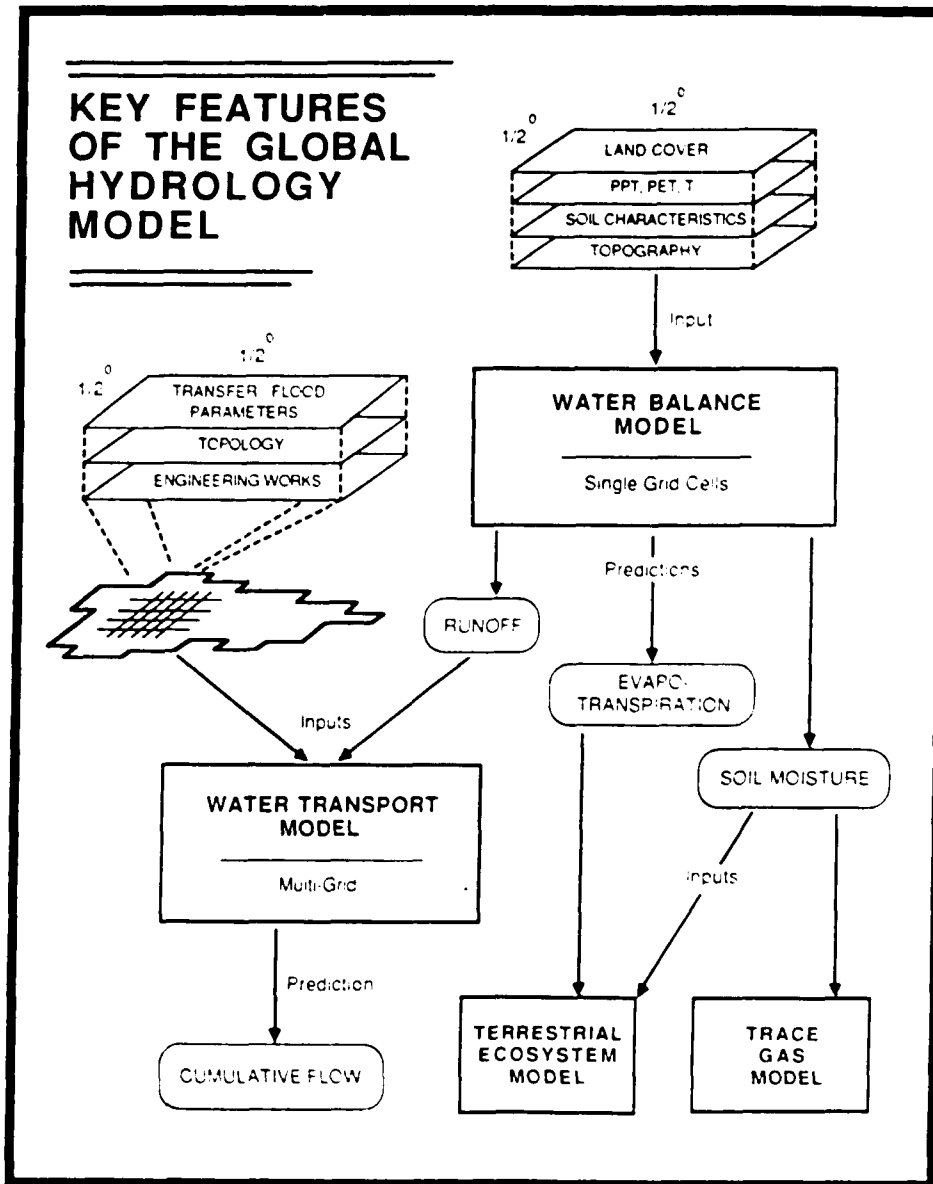 KEY FEATURES
OF THE GLOBAL
HYDROLOGY
MODEL
1/2°
1/2°
LAND COVER
PPT, PET, T
SOIL CHARACTERISTICS
TOPOGRAPHY
Input
WATER BALANCE
MODEL
Single Grid Cells
1/2°
1/2°
TRANSFER FLOOD
PARAMETERS
TOPOLOGY
ENGINEERING WORKS
Predictions
RUNOFF
EVAPO-
TRANSPIRATION
SOIL MOISTURE
Inputs
WATER TRANSPORT
MODEL
Multi-Grid
Inputs
Prediction
CUMULATIVE FLOW
TERRESTRIAL
ECOSYSTEM
MODEL
TRACE
GAS
MODEL